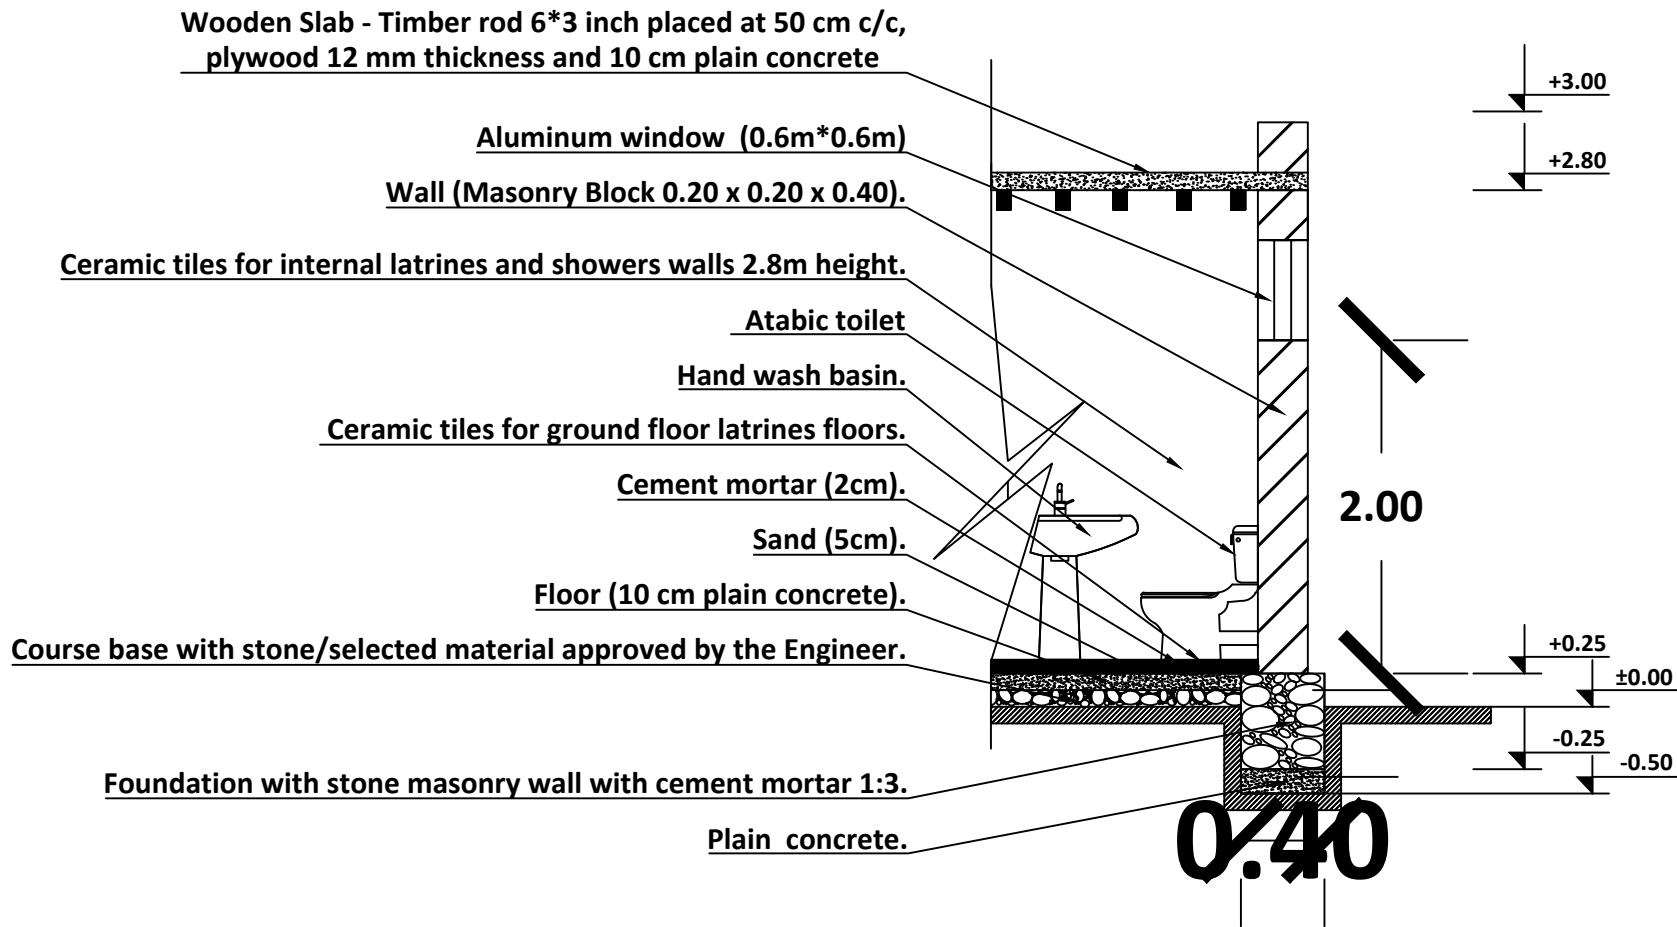 Wooden Slab - Timber rod 6*3 inch placed at 50 cm c/c,
plywood 12 mm thickness and 10 cm plain concrete
Aluminum window (0.6m*0.6m)
Wall (Masonry Block 0.20 x 0.20 x 0.40).
Ceramic tiles for internal latrines and showers walls 2.8m height.
Atabic toilet
Hand wash basin.
Ceramic tiles for ground floor latrines floors.
Cement mortar (2cm).
Sand (5cm).
Floor (10 cm plain concrete).
Course base with stone/selected material approved by the Engineer.
Foundation with stone masonry wall with cement mortar 1:3.
Plain concrete.
+3.00
+2.80
2.00
+0.25
±0.00
-0.25
-0.50
0.40